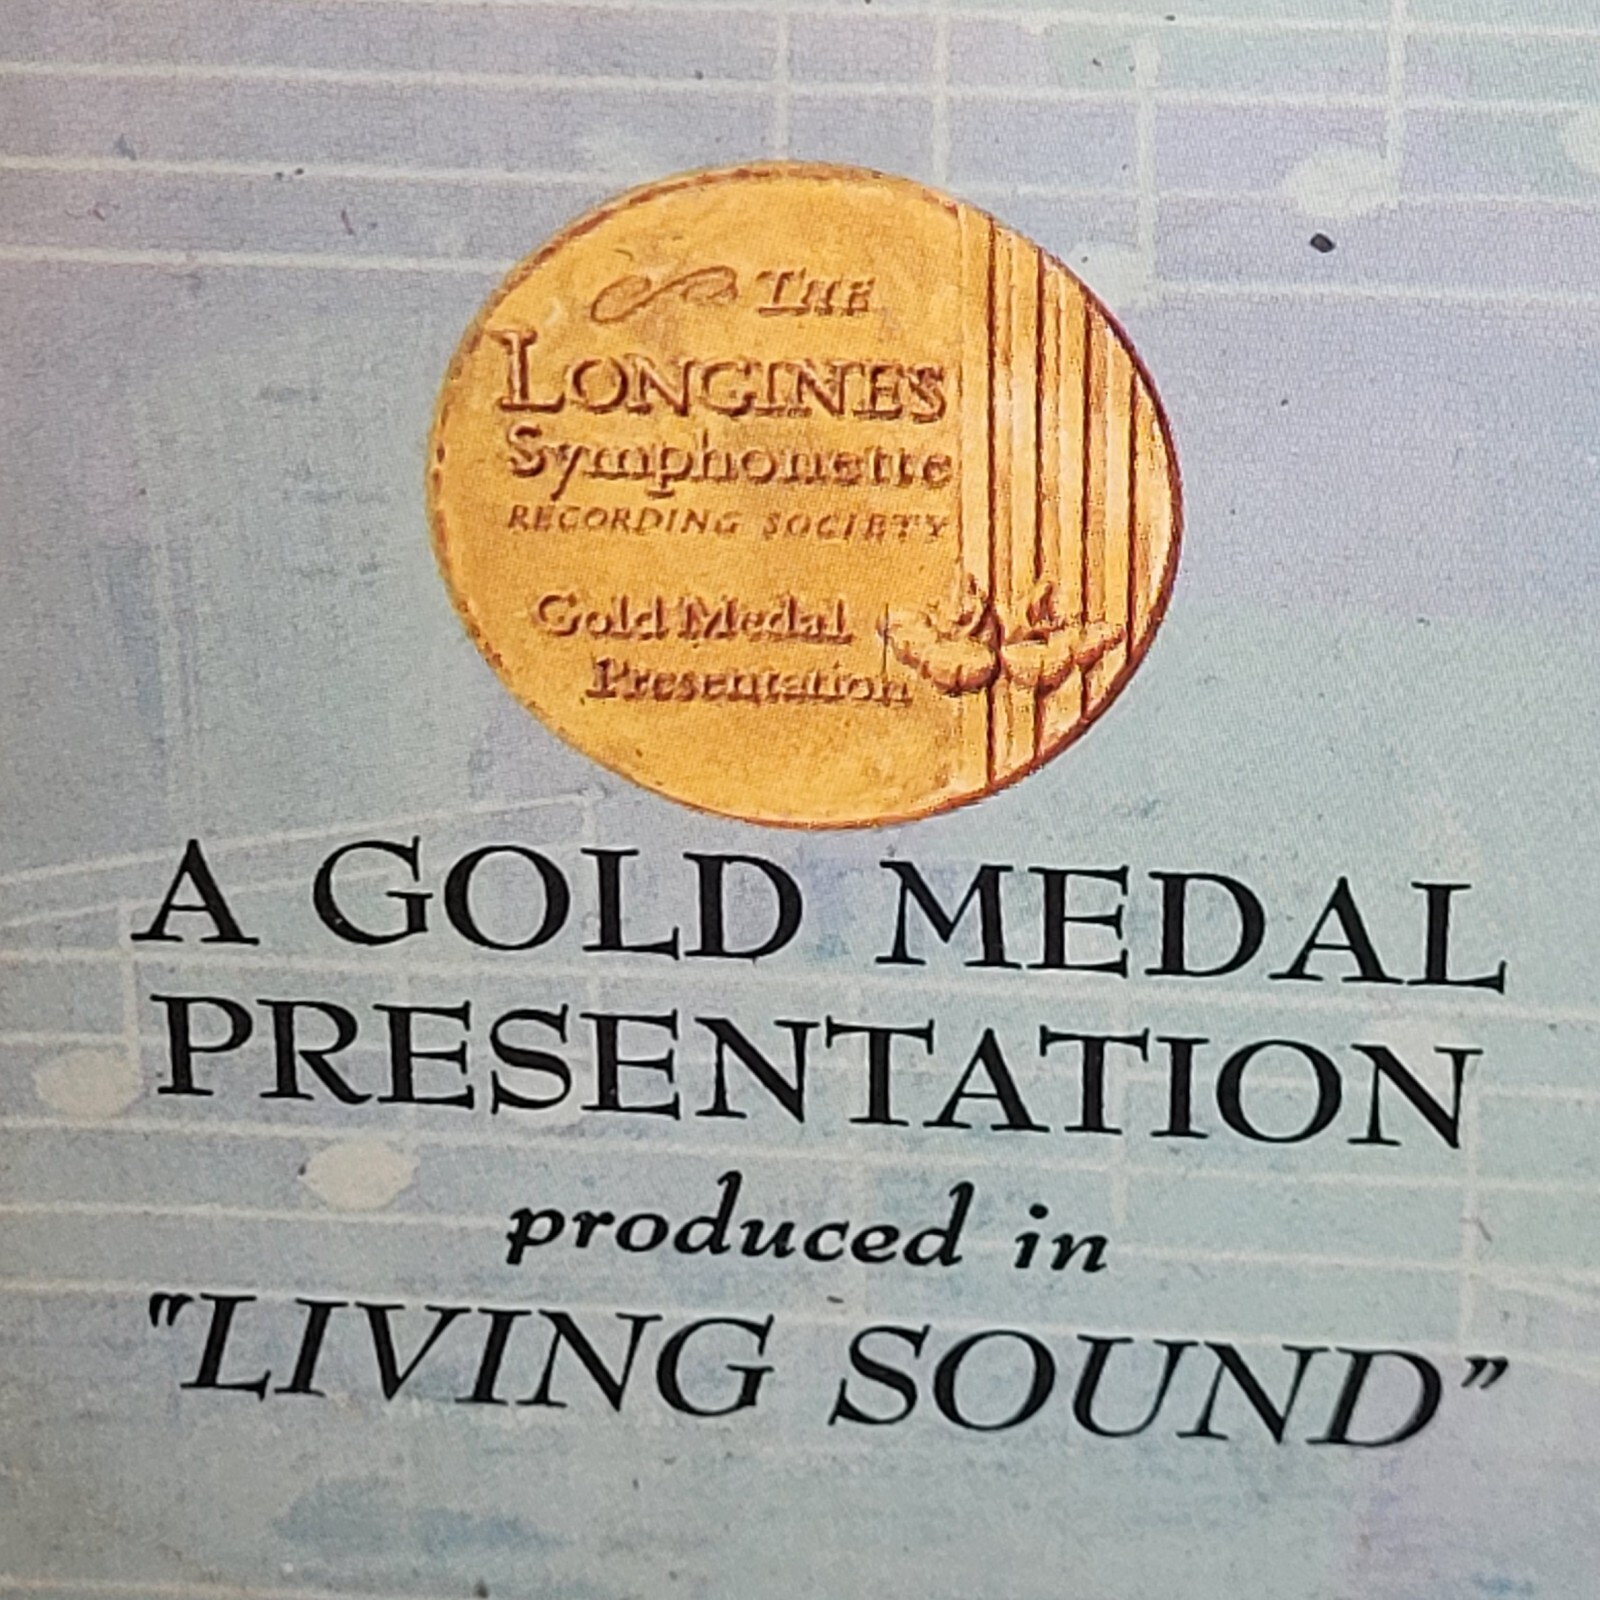 THE
LONGINES
Symphonette
RECORDING SOCIETY
Gold Medal
Presentation
A GOLD MEDAL
PRESENTATION
produced in
"LIVING SOUND"